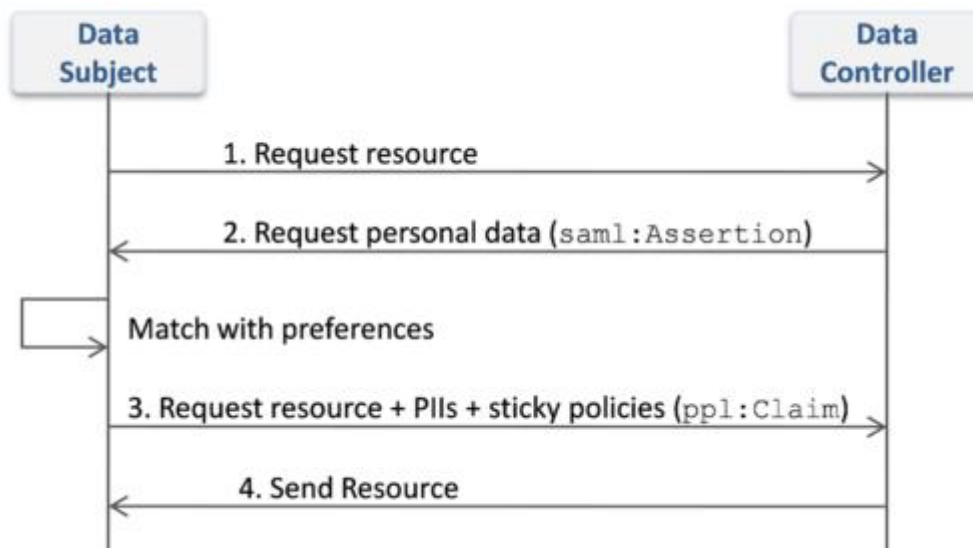 Data
Subject
Data
Controller
1. Request resource
2. Request personal data (saml:Assertion)
Match with preferences
3. Request resource + PIIs + sticky policies (ppl:Claim)
4. Send Resource